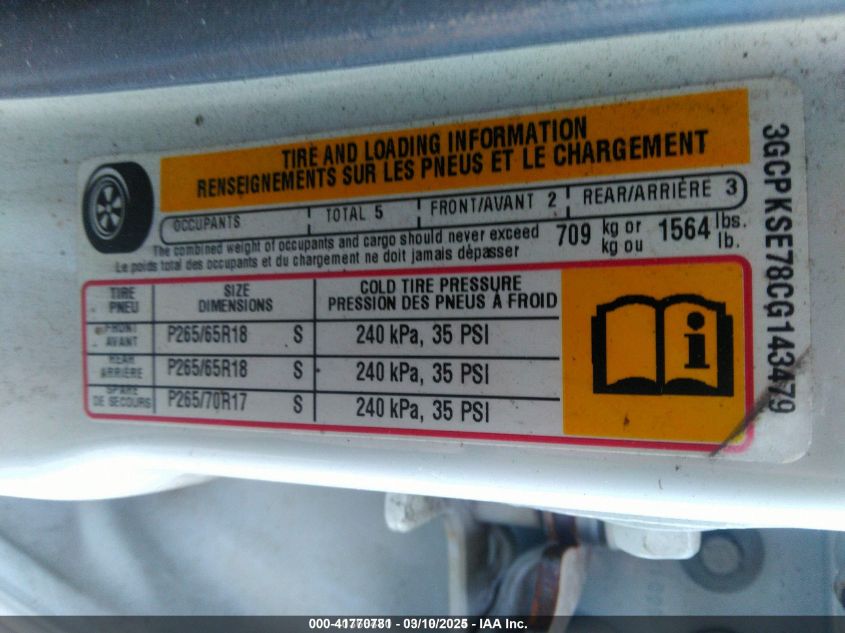 TIRE AND LOADING INFORMATION
RENSEIGNEMENTS SUR LES PNEUS ET LE CHARGEMENT
OCCUPANTS TOTAL 5 FRONT/AVANT 2 REAR/ARRIÈRE 3
The combined weight of occupants and cargo should never exceed 709 kg or 1564 lbs.
Le poids total des occupants et du chargement ne doit jamais dépasser kg ou lb.
TIRE SIZE COLD TIRE PRESSURE
PNEU DIMENSIONS PRESSION DES PNEUS À FROID
FRONT
AVANT P265/65R18 S 240 kPa, 35 PSI
REAR
ARRIÈRE P265/65R18 S 240 kPa, 35 PSI
SPARE
DE SECOURS P265/70R17 S 240 kPa, 35 PSI
3GCPKSE78CG143479
000-41770781 - 03/10/2025 - IAA Inc.